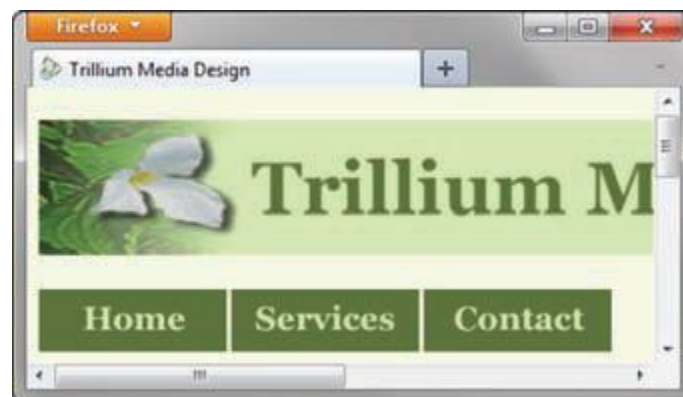 Firefox
Trillium Media Design
Trillium M
Home Services Contact